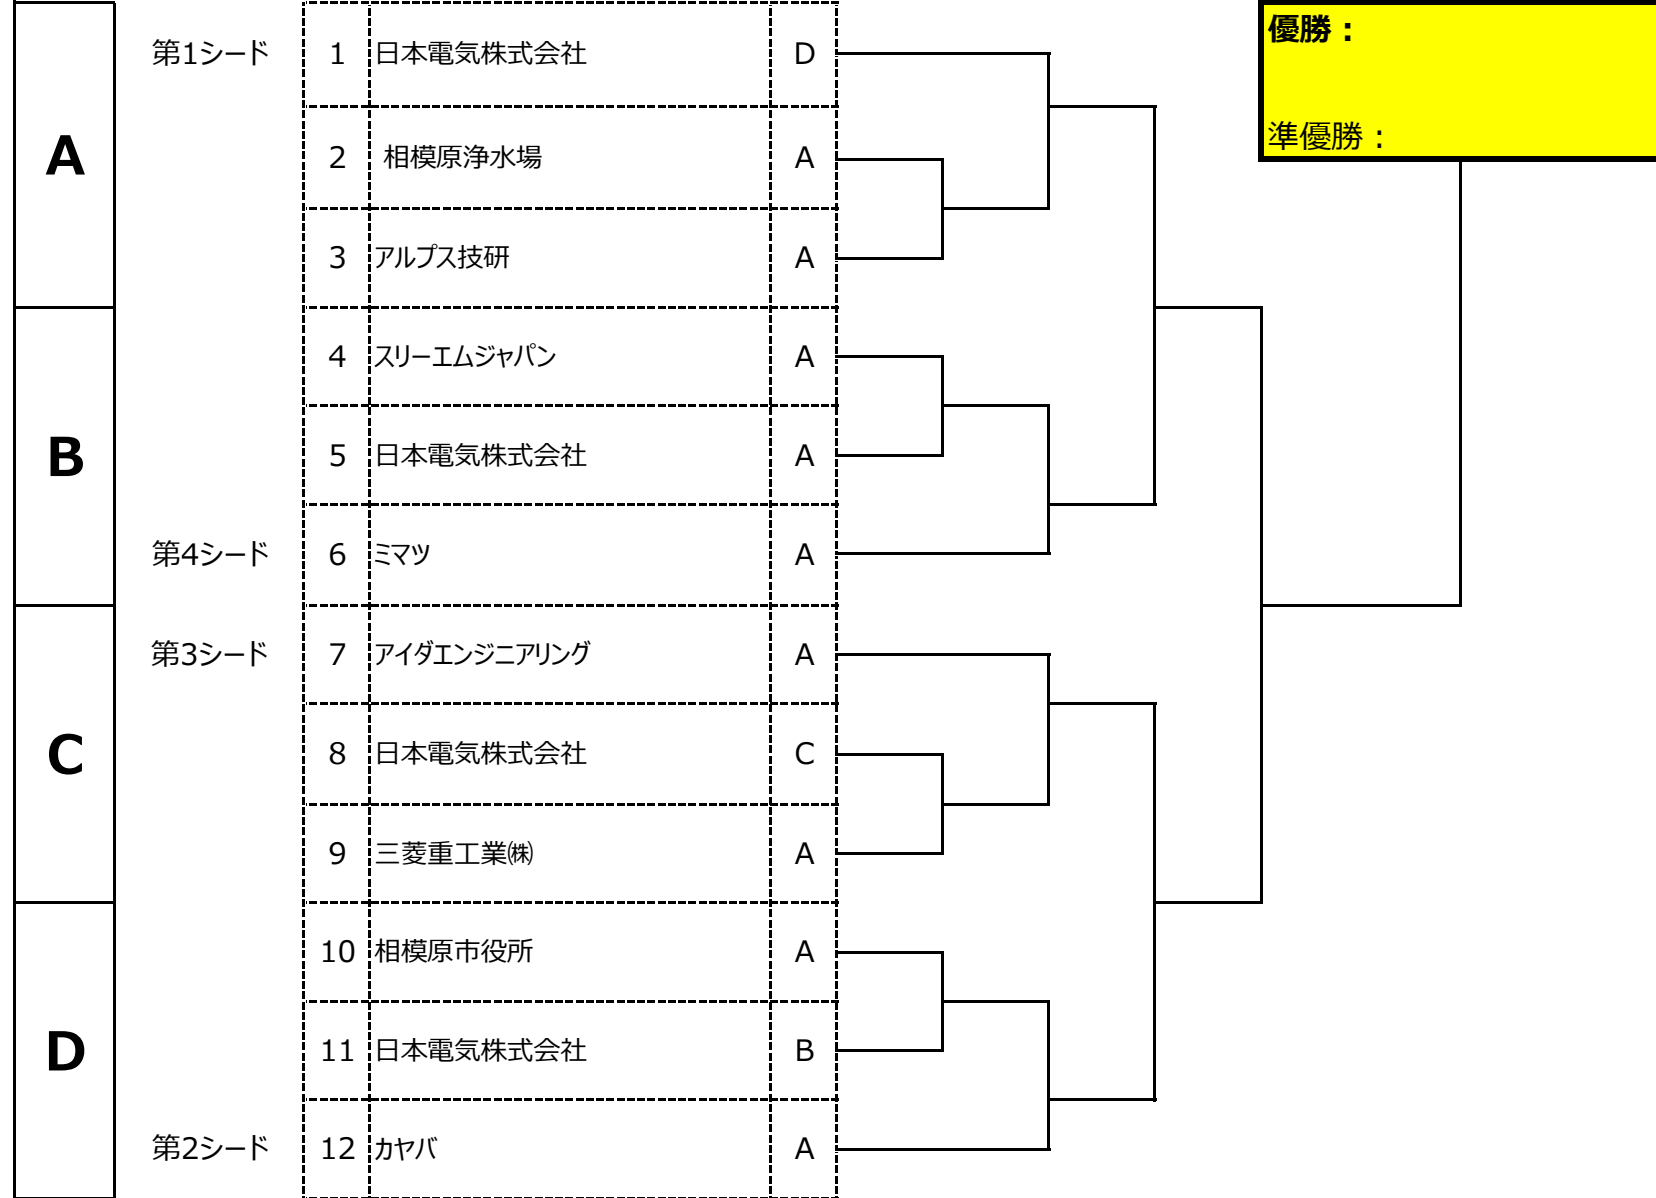 優勝：
準優勝：
A
第1シード 1 日本電気株式会社 D
2 相模原浄水場 A
3 アルプス技研 A
B
4 スリーエムジャパン A
5 日本電気株式会社 A
第4シード 6 ミマツ A
C
第3シード 7 アイダエンジニアリング A
8 日本電気株式会社 C
9 三菱重工業㈱ A
D
10 相模原市役所 A
11 日本電気株式会社 B
第2シード 12 カヤバ A